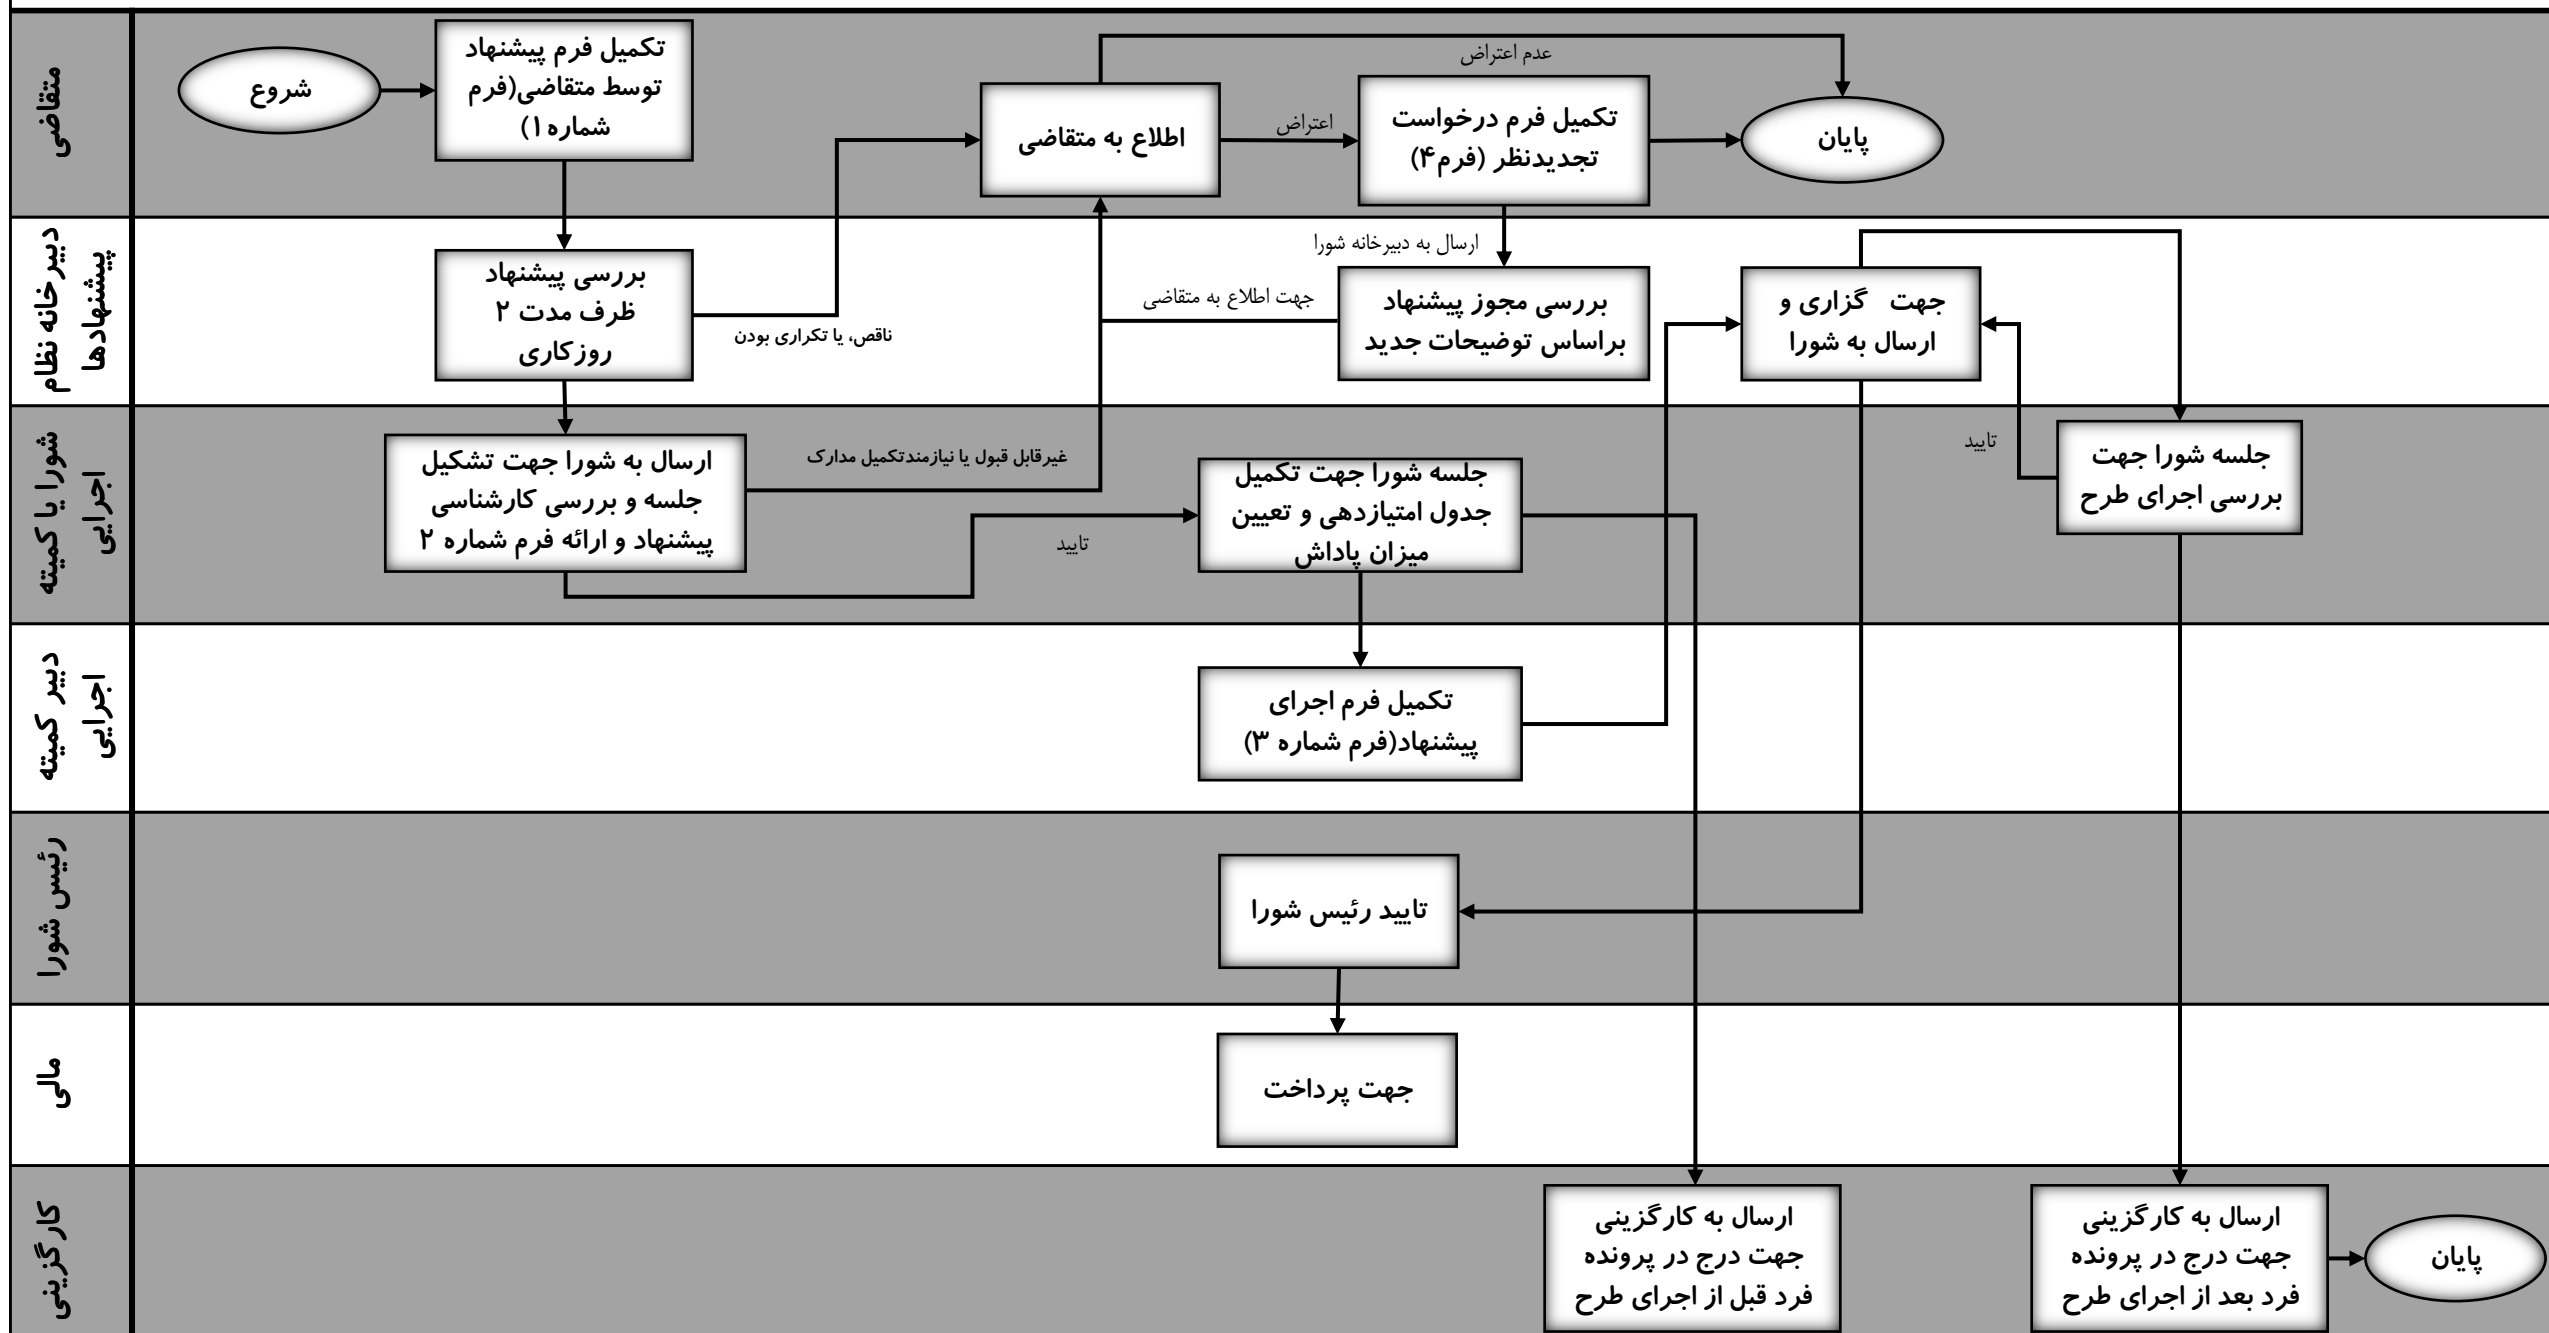 متقاضی
شروع
تکمیل فرم پیشنهاد
توسط متقاضی(فرم
شماره۱)
اطلاع به متقاضی
عدم اعتراض
اعتراض
تکمیل فرم درخواست
تجدیدنظر (فرم۴)
پایان
دبیرخانه نظام
پیشنهادها
بررسی پیشنهاد
ظرف مدت ۲
روزکاری
ناقص، یا تکراری بودن
ارسال به دبیرخانه شورا
جهت اطلاع به متقاضی
بررسی مجوز پیشنهاد
براساس توضیحات جدید
جهت گزاری و
ارسال به شورا
شورا یا کمیته
اجرایی
ارسال به شورا جهت تشکیل
جلسه و بررسی کارشناسی
پیشنهاد و ارائه فرم شماره ۲
غیرقابل قبول یا نیازمندتکمیل مدارک
تایید
جلسه شورا جهت تکمیل
جدول امتیازدهی و تعیین
میزان پاداش
تایید
جلسه شورا جهت
بررسی اجرای طرح
دبیر کمیته
اجرایی
تکمیل فرم اجرای
پیشنهاد(فرم شماره ۳)
رئیس شورا
تایید رئیس شورا
مالی
جهت پرداخت
کارگزینی
ارسال به کارگزینی
جهت درج در پرونده
فرد قبل از اجرای طرح
ارسال به کارگزینی
جهت درج در پرونده
فرد بعد از اجرای طرح
پایان